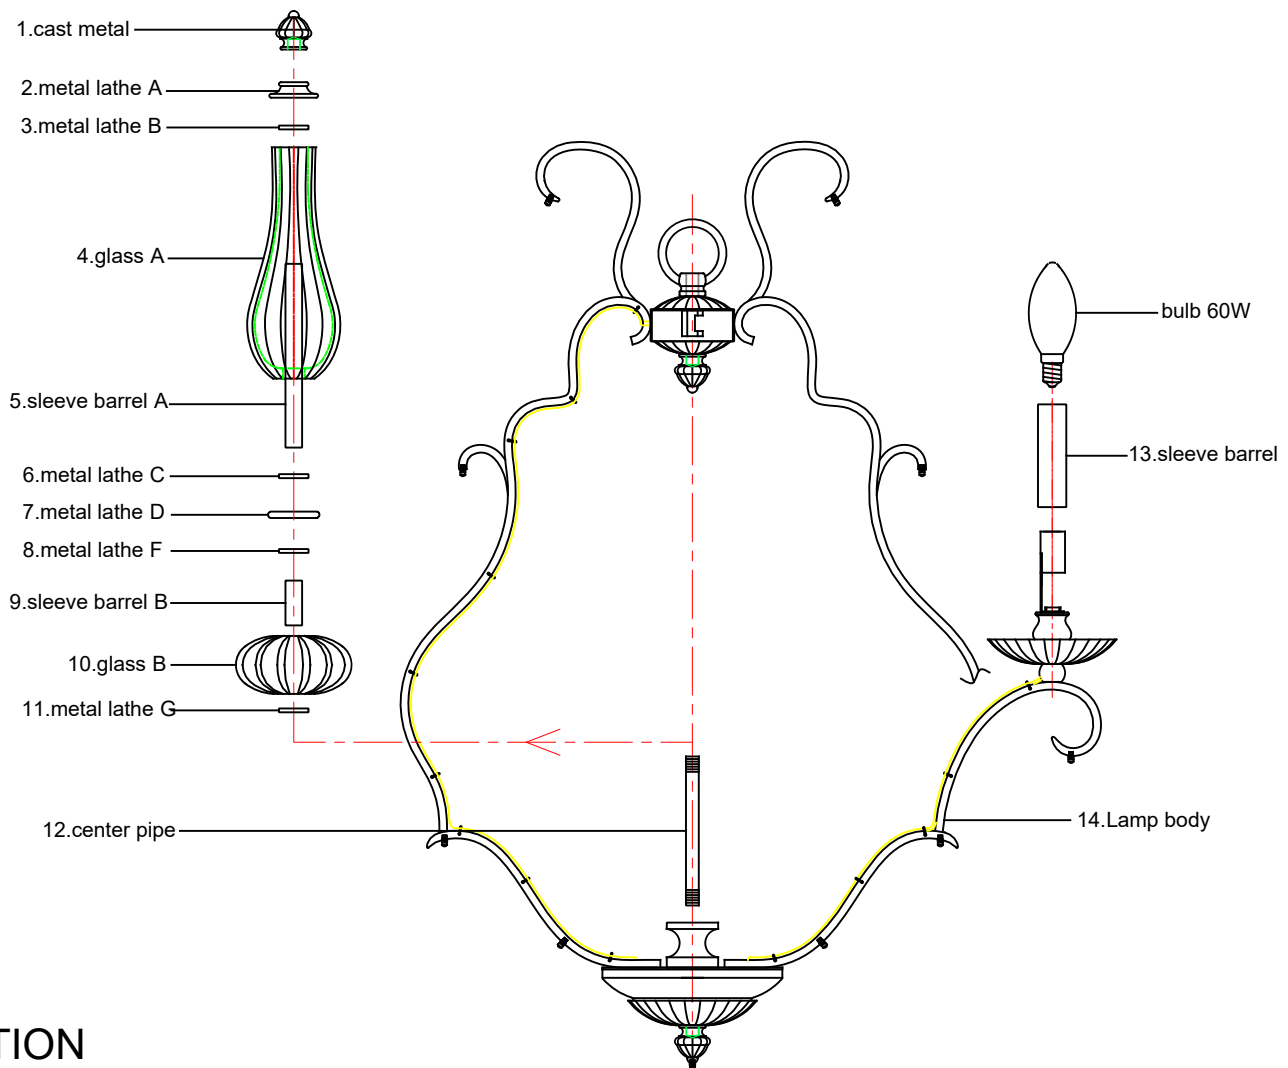 1.cast metal
2.metal lathe A
3.metal lathe B
4.glass A
5.sleeve barrel A
6.metal lathe C
7.metal lathe D
8.metal lathe F
9.sleeve barrel B
10.glass B
11.metal lathe G
12.center pipe
bulb 60W
13.sleeve barrel
14.Lamp body
TION